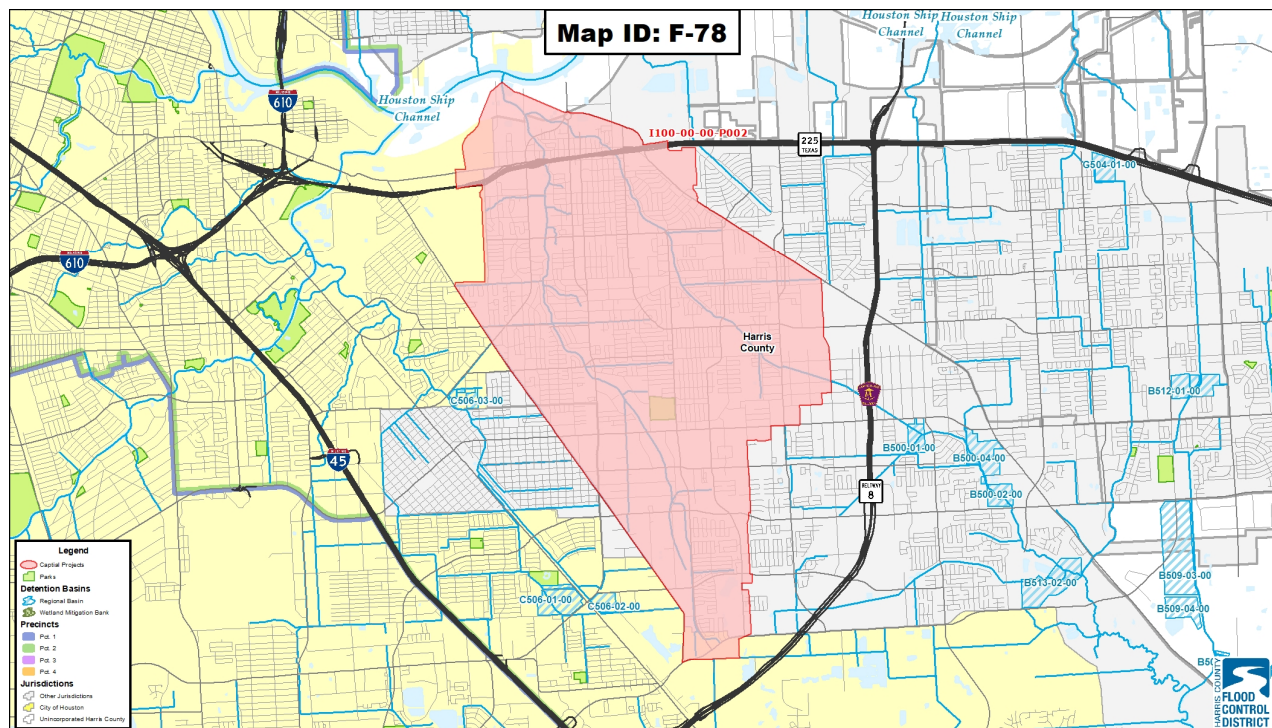 Map ID: F-78
Houston Ship
Channel
Houston Ship
Channel
610
Houston Ship
Channel
I100-00-00-P002
225
TEXAS
G504-01-00
610
Harris
County
B512-01-00
C506-03-00
B500-01-00
B500-04-00
45
BELTWAY
8
B500-02-00
B513-02-00
B509-03-00
C506-01-00
C506-02-00
B509-04-00
B50
Legend
Captial Projects
Parks
Detention Basins
Regional Basin
Wetland Mitigation Bank
Precincts
Pct. 1
Pct. 2
Pct. 3
Pct. 4
Jurisdictions
Other Jurisdictions
City of Houston
Unincorporated Harris County
HARRIS COUNTY
FLOOD
CONTROL
DISTRICT